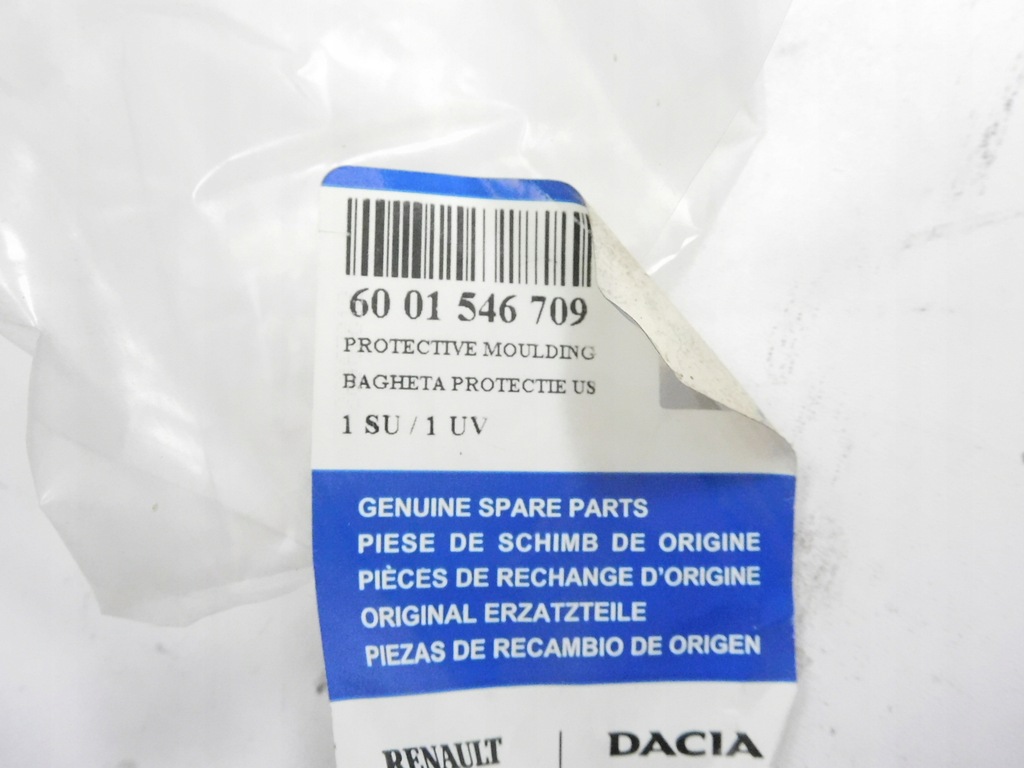 60 01 546 709
PROTECTIVE MOULDING
BAGHETA PROTECTIE US
1 SU / 1 UV
GENUINE SPARE PARTS
PIESE DE SCHIMB DE ORIGINE
PIÈCES DE RECHANGE D'ORIGINE
ORIGINAL ERZATZTEILE
PIEZAS DE RECAMBIO DE ORIGEN
RENAULT | DACIA